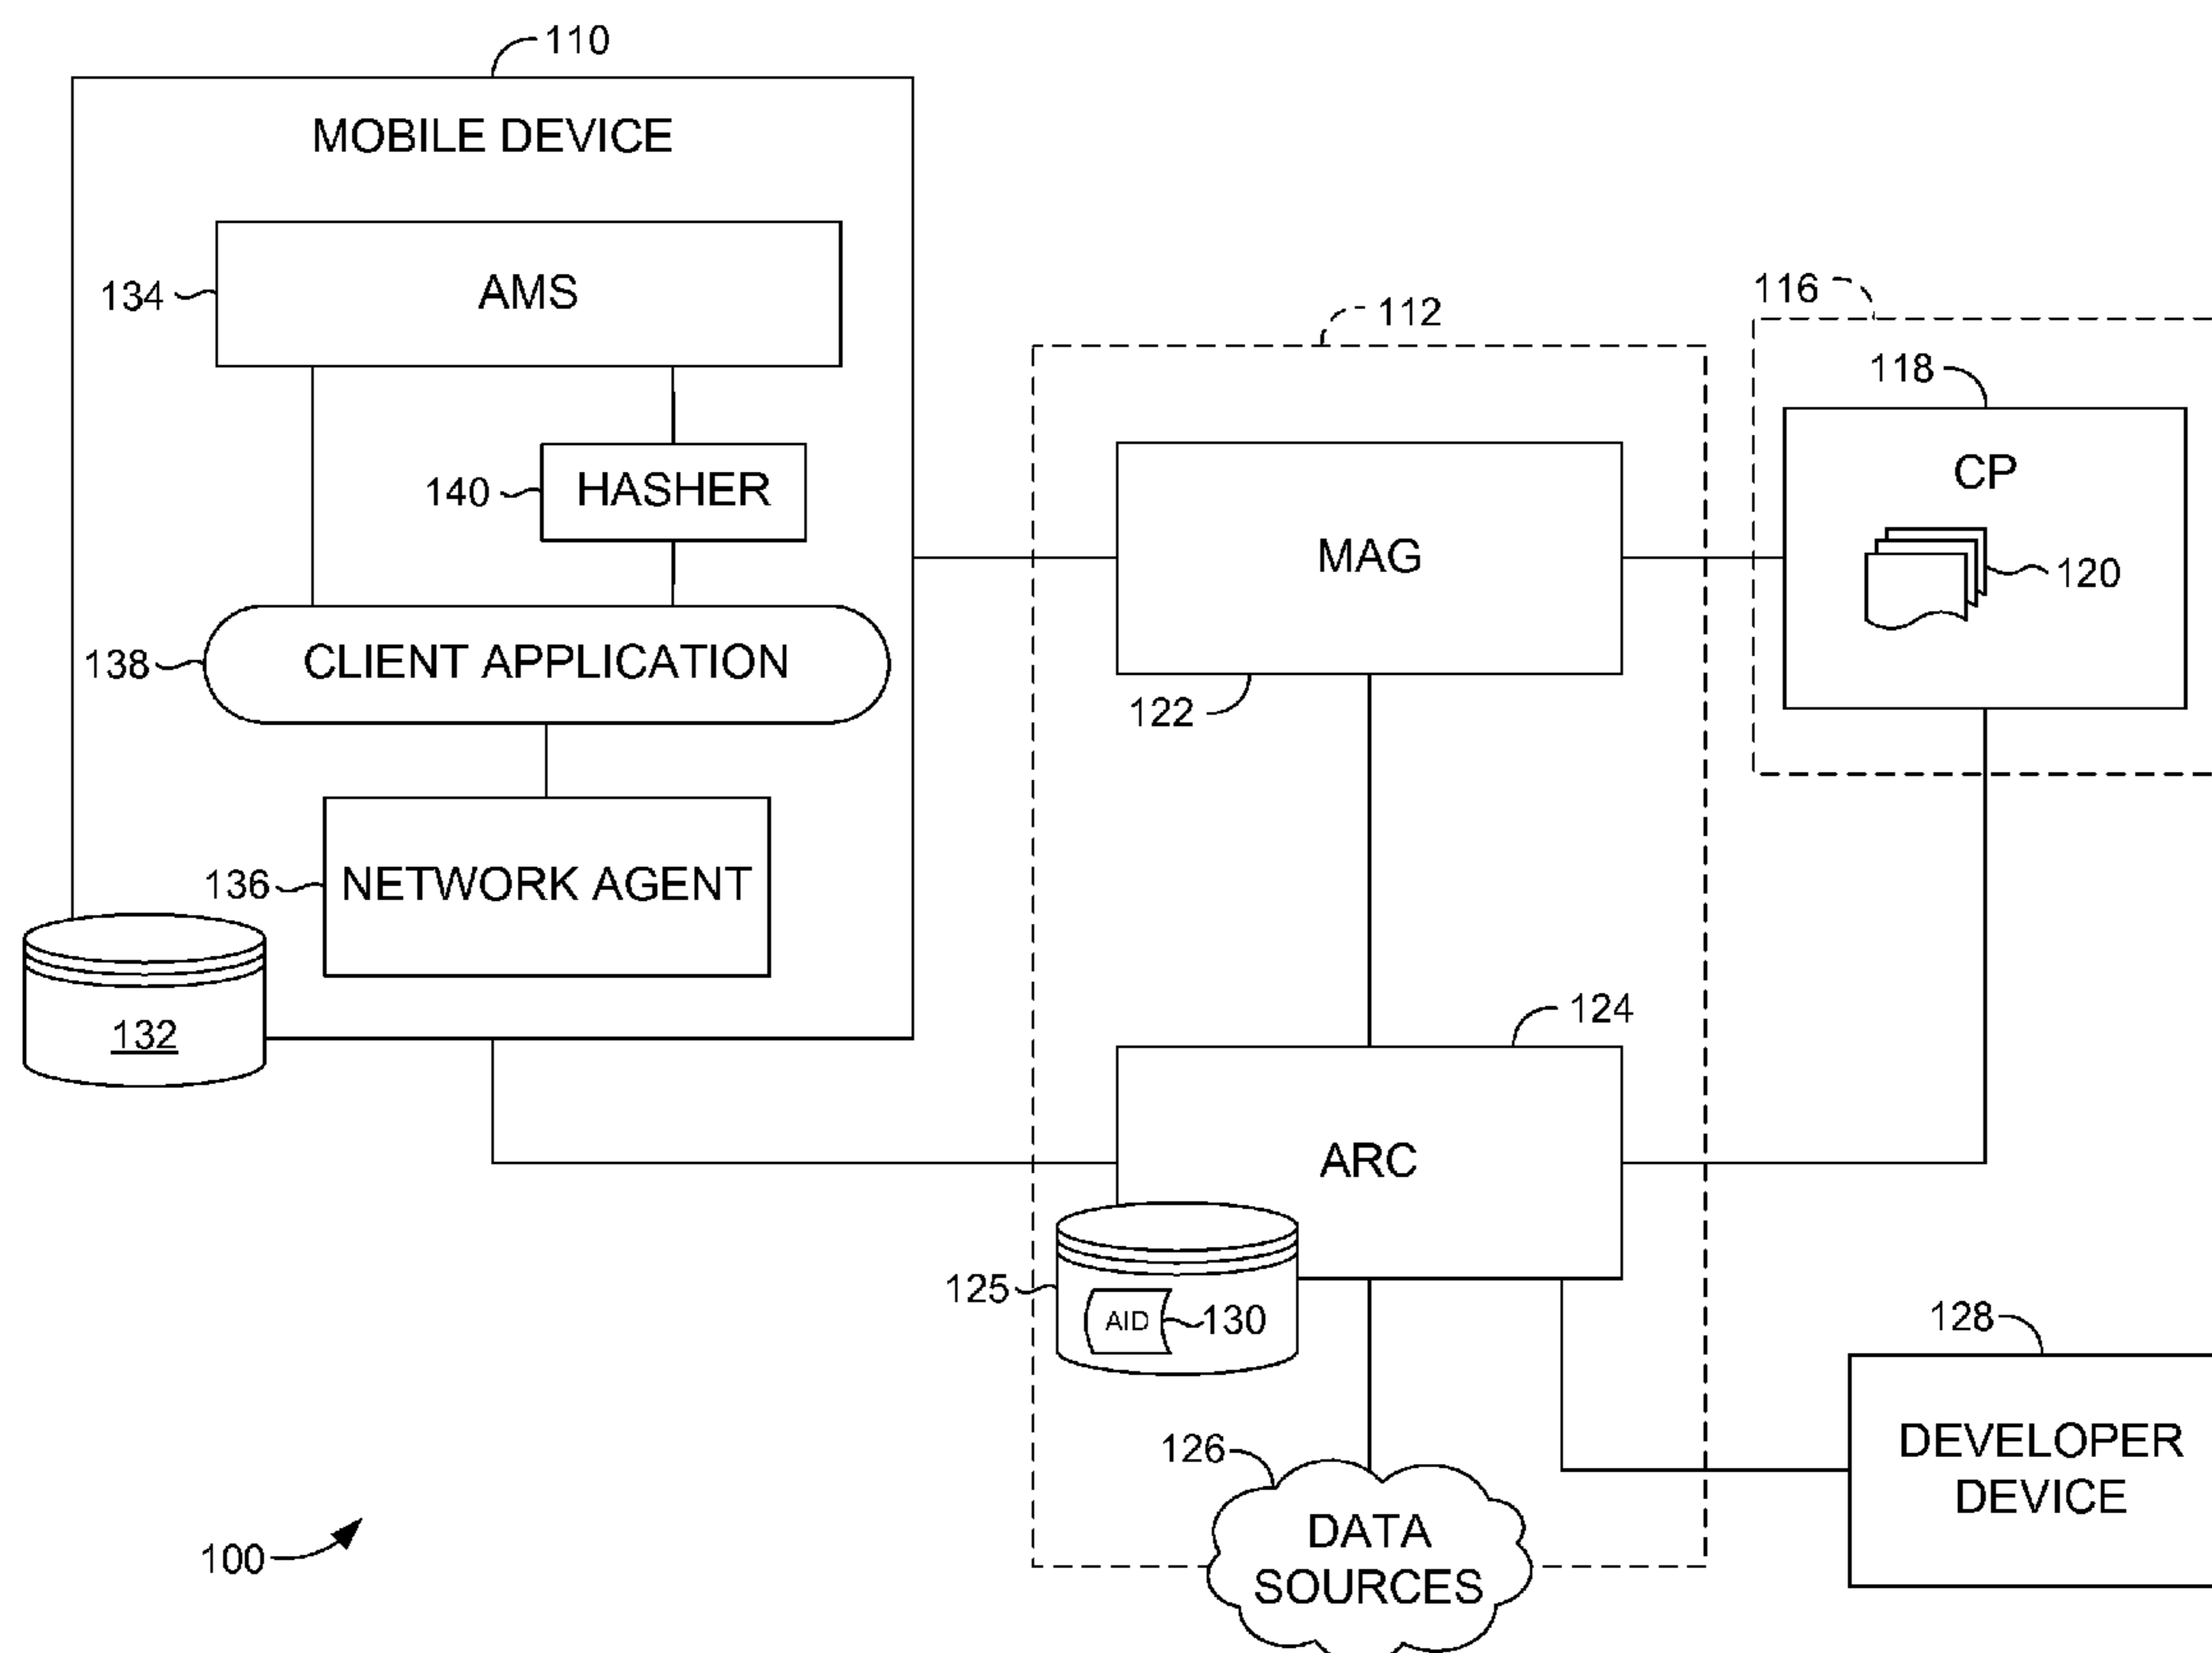 110
MOBILE DEVICE
134
AMS
112
116
118
140
HASHER
CP
MAG
120
138
CLIENT APPLICATION
122
136
NETWORK AGENT
132
124
ARC
125
AID
130
128
126
DEVELOPER
DEVICE
DATA
SOURCES
100